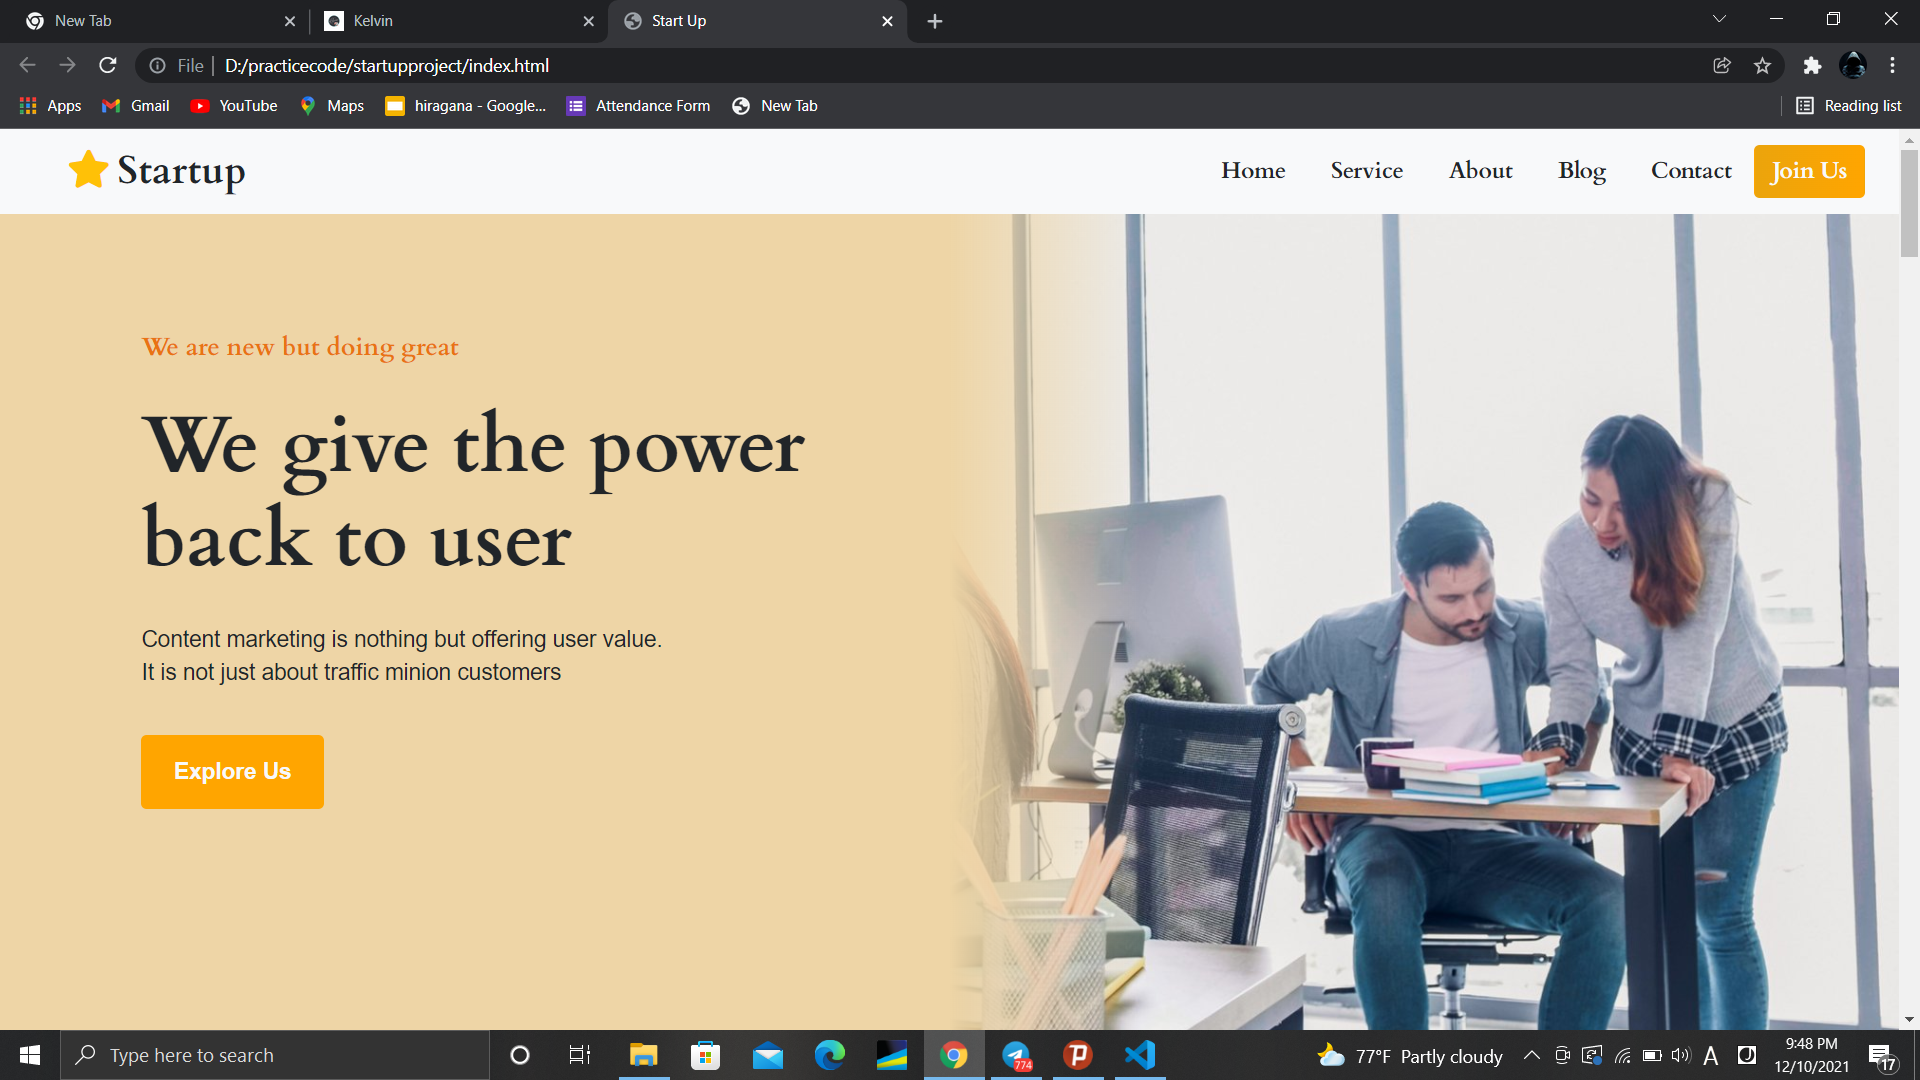 New Tab
Kelvin
Start Up
File
D:/practicecode/startupproject/index.html
Apps
Gmail
YouTube
Maps
hiragana - Google...
Attendance Form
New Tab
Reading list
Startup
Home
Service
About
Blog
Contact
Join Us
We are new but doing great
We give the power
back to user
Content marketing is nothing but offering user value.
It is not just about traffic minion customers
Explore Us
Type here to search
774
77°F Partly cloudy
A
9:48 PM
12/10/2021
17